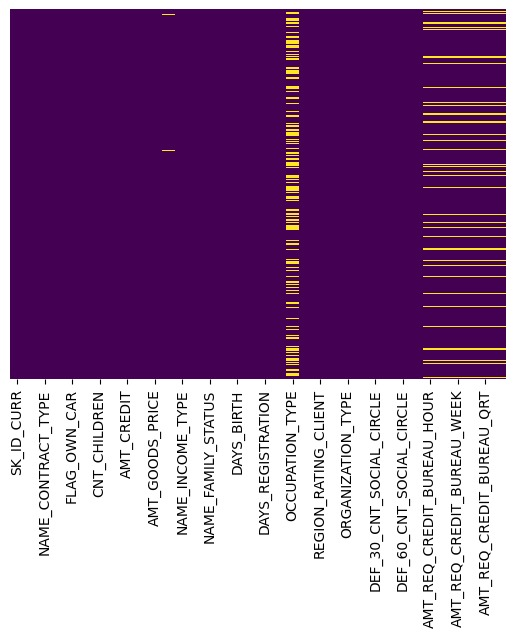 SK_ID_CURR
NAME_CONTRACT_TYPE
FLAG_OWN_CAR
CNT_CHILDREN
AMT_CREDIT
AMT_GOODS_PRICE
NAME_INCOME_TYPE
NAME_FAMILY_STATUS
DAYS_BIRTH
DAYS_REGISTRATION
OCCUPATION_TYPE
REGION_RATING_CLIENT
ORGANIZATION_TYPE
DEF_30_CNT_SOCIAL_CIRCLE
DEF_60_CNT_SOCIAL_CIRCLE
AMT_REQ_CREDIT_BUREAU_HOUR
AMT_REQ_CREDIT_BUREAU_WEEK
AMT_REQ_CREDIT_BUREAU_QRT